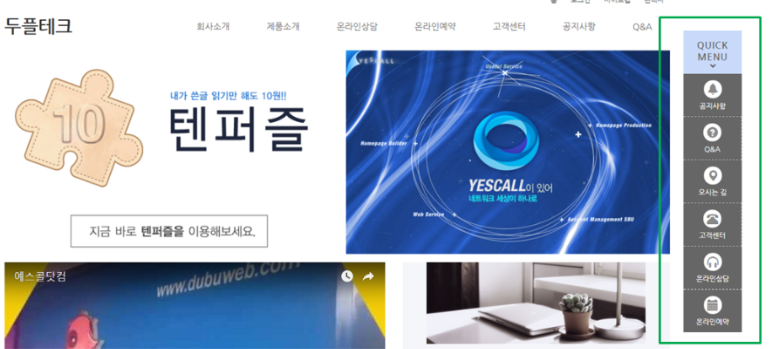 두플테크
회사소개 제품소개 온라인상담 온라인예약 고객센터 공지사항 Q&A
QUICK
MENU
공지사항
Q&A
오시는 길
고객센터
온라인상담
온라인예약
10
내가 쓴글 읽기만 해도 10원!!
텐퍼즐
지금 바로 텐퍼즐을 이용해보세요.
YESCALL
Useful Service
Homepage Production
Homepage Builder
YESCALL이 있어
네트워크 세상이 하나로
Web Service
Account Management EBU
예스콜닷컴
www.dubuweb.com